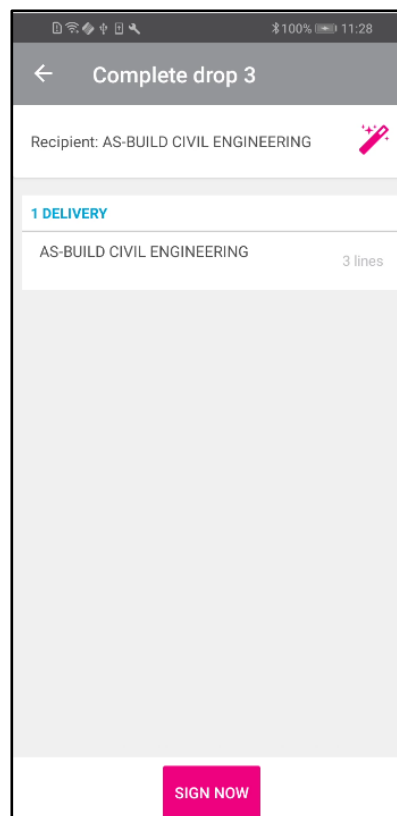 100% 11:28
Complete drop 3
Recipient: AS-BUILD CIVIL ENGINEERING
1 DELIVERY
AS-BUILD CIVIL ENGINEERING
3 lines
SIGN NOW